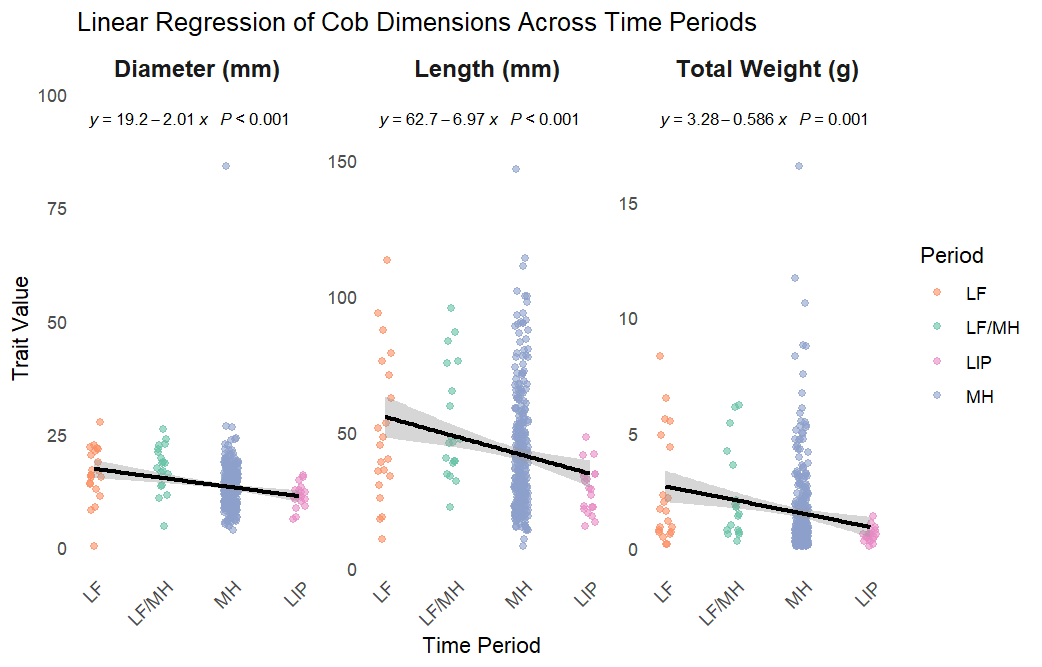 Linear Regression of Cob Dimensions Across Time Periods
Diameter (mm)
Length (mm)
Total Weight (g)
y = 19.2 – 2.01 x   P < 0.001
y = 62.7 – 6.97 x   P < 0.001
y = 3.28 – 0.586 x   P = 0.001
Trait Value
100
75
50
25
0
150
100
50
0
15
10
5
0
LF
LF/MH
MH
LIP
LF
LF/MH
MH
LIP
LF
LF/MH
MH
LIP
Time Period
Period
LF
LF/MH
LIP
MH